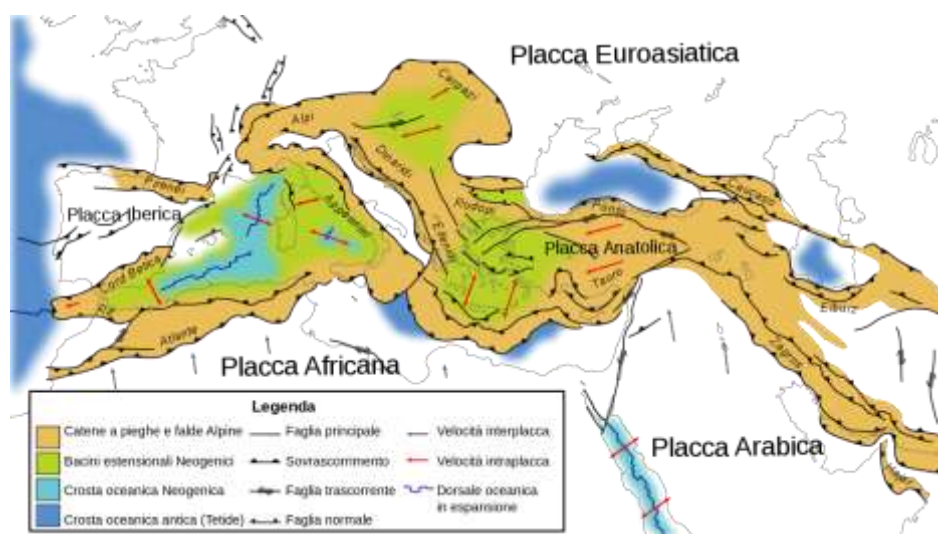 Placca Euroasiatica
Carpazi
Alpi
Dinaridi
Pirenei
Placca Iberica
Appennini
Rodopi
Ellenidi
Ponto
Caucaso
Placca Anatolica
Tauro
Cord Betica
Rif
Atlante
Elburz
Zagros
Placca Africana
Placca Arabica
Legenda
Catene a pieghe e falde Alpine
Faglia principale
Velocità interplacca
Bacini estensionali Neogenici
Sovrascorrimento
Velocità intraplacca
Crosta oceanica Neogenica
Faglia trascorrente
Dorsale oceanica
in espansione
Crosta oceanica antica (Tetide)
Faglia normale